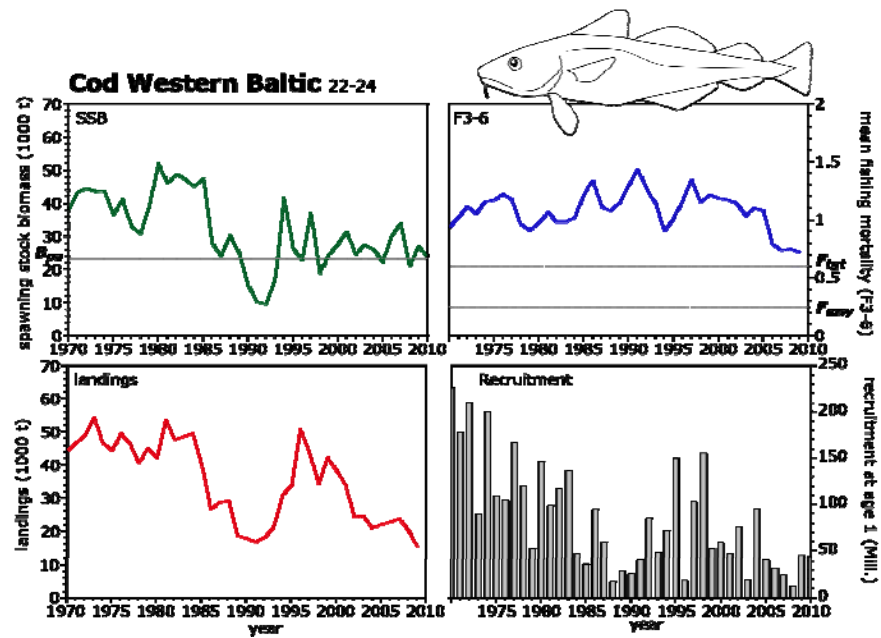 Cod Western Baltic 22-24
SSB
spawning stock biomass (1000 t)
70
60
50
40
30
20
10
0
B pa
1970 1975 1980 1985 1990 1995 2000 2005 2010
F3-6
mean fishing mortality (F3-6)
2
1.5
1
0.5
0
F tgt
F msy
1975 1980 1985 1990 1995 2000 2005 2010
landings
landings (1000 t)
70
60
50
40
30
20
10
0
1970 1975 1980 1985 1990 1995 2000 2005 2010
year
Recruitment
recruitment at age 1 (Mill.)
250
200
150
100
50
0
1975 1980 1985 1990 1995 2000 2005 2010
year